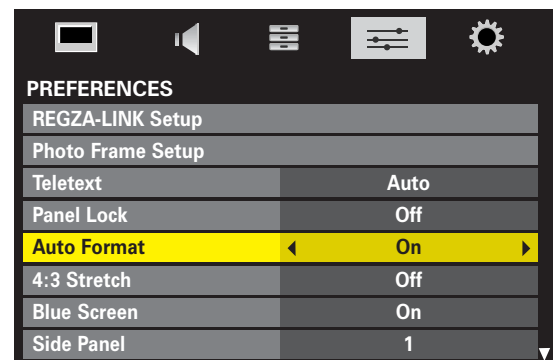 PREFERENCES
REGZA-LINK Setup
Photo Frame Setup
Teletext Auto
Panel Lock Off
Auto Format On
4:3 Stretch Off
Blue Screen On
Side Panel 1